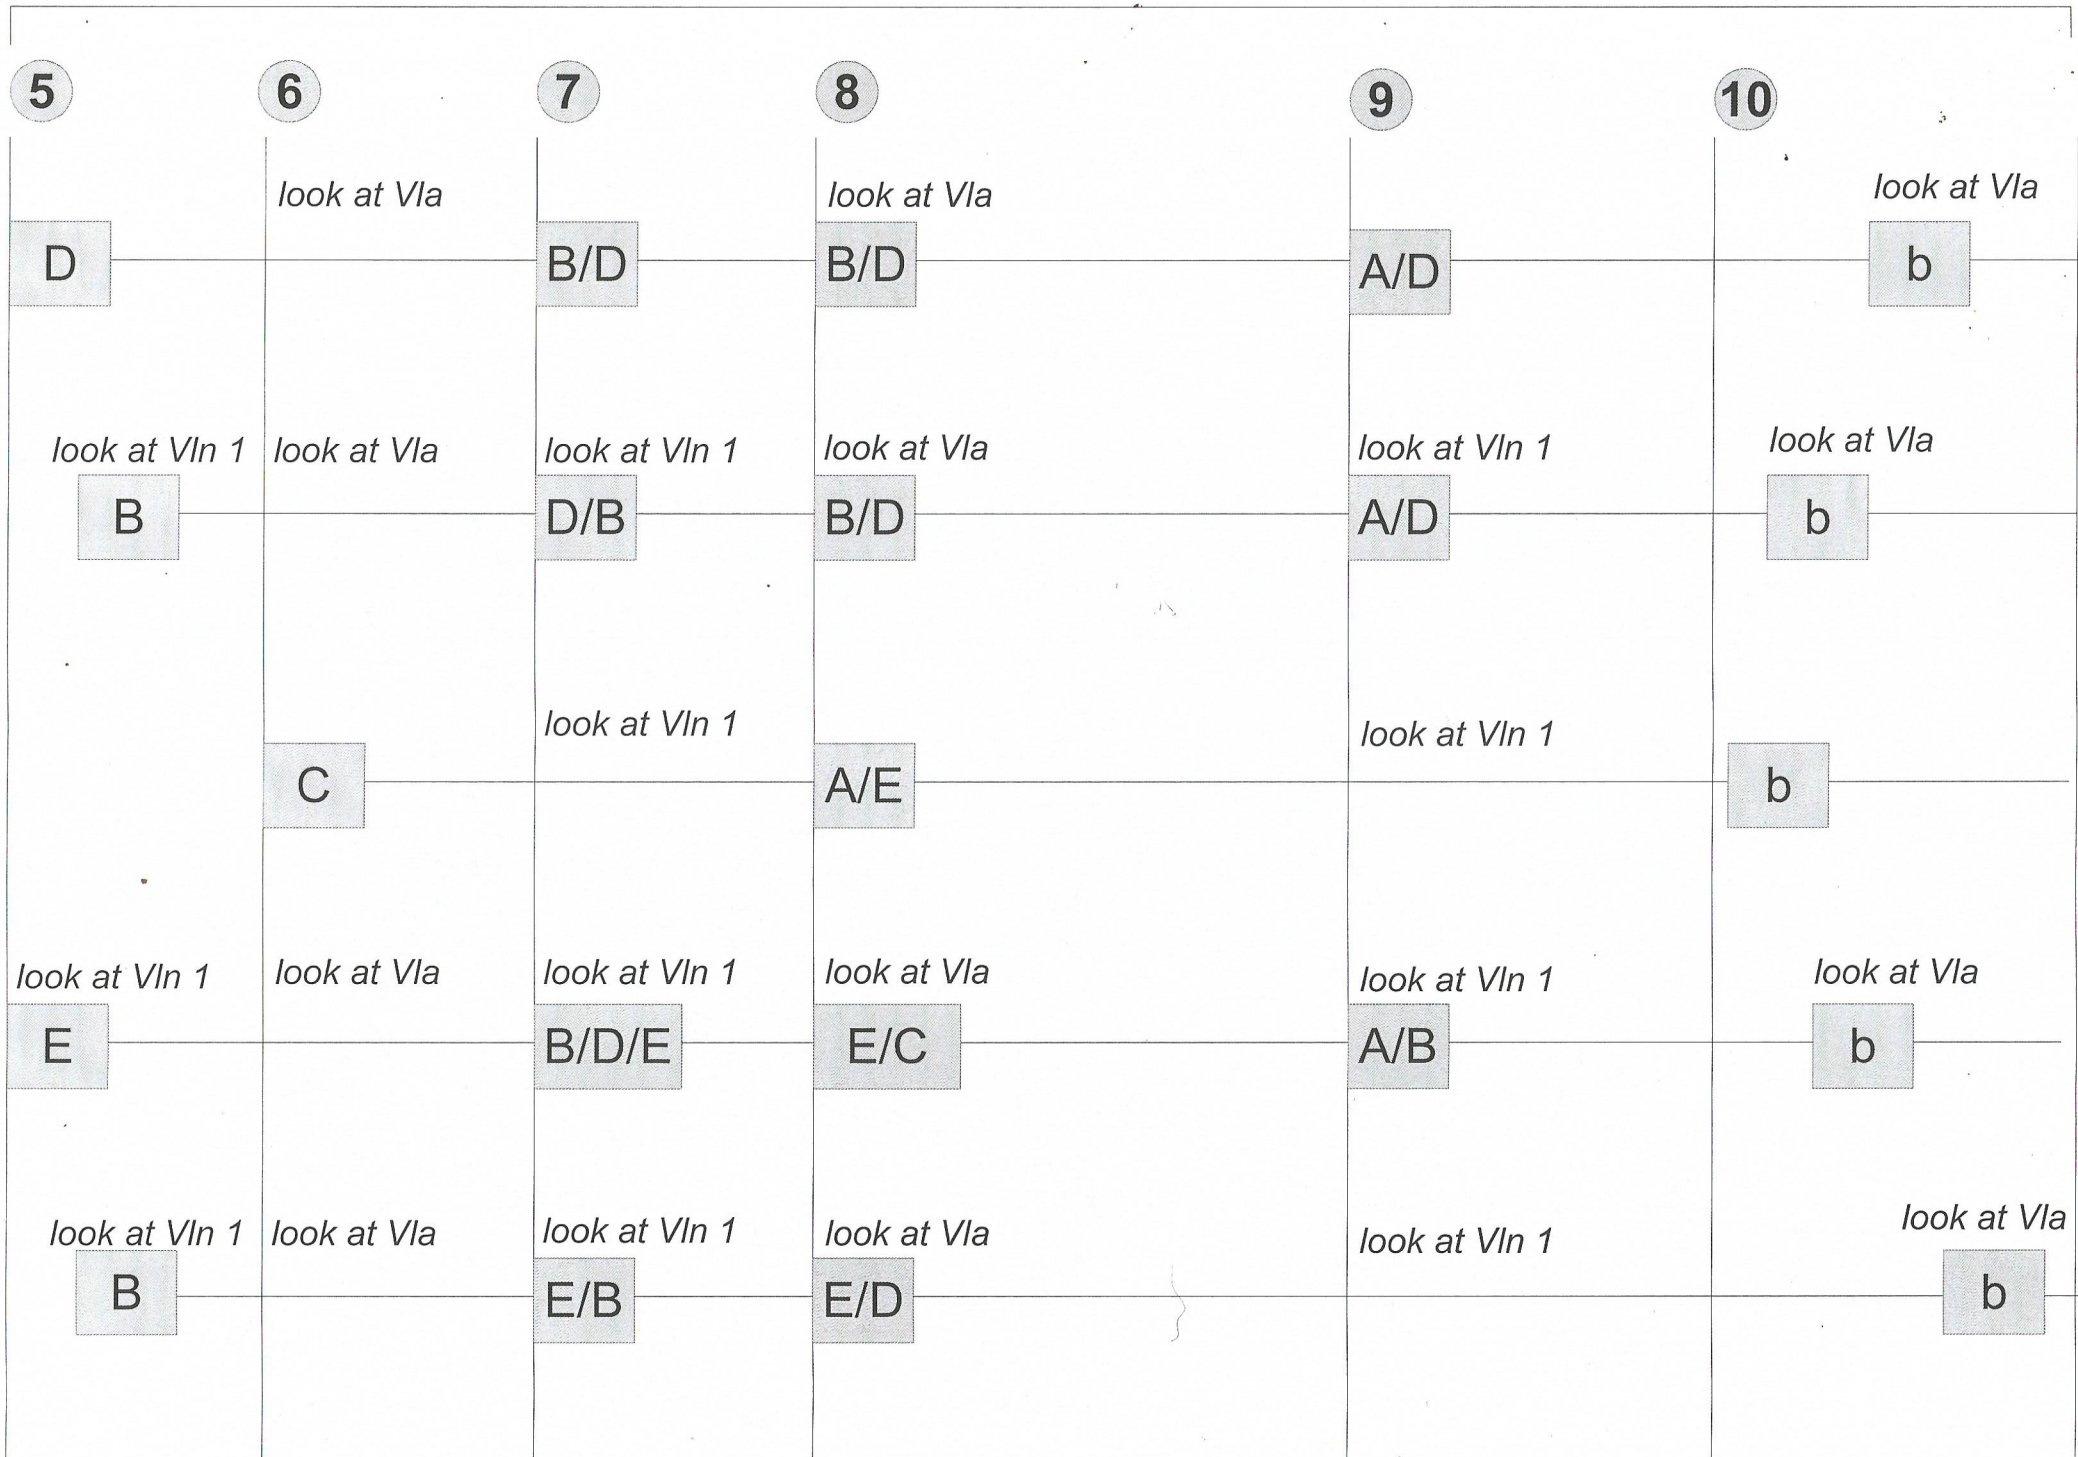 5 6 7 8 9 10
look at Vla look at Vla look at Vla
D B/D B/D A/D b
look at Vln 1 look at Vla look at Vln 1 look at Vla look at Vln 1 look at Vla
B D/B B/D A/D b
look at Vln 1 look at Vln 1
C A/E b
look at Vln 1 look at Vla look at Vln 1 look at Vla look at Vln 1 look at Vla
E B/D/E E/C A/B b
look at Vln 1 look at Vla look at Vln 1 look at Vla look at Vln 1 look at Vla
B E/B E/D b